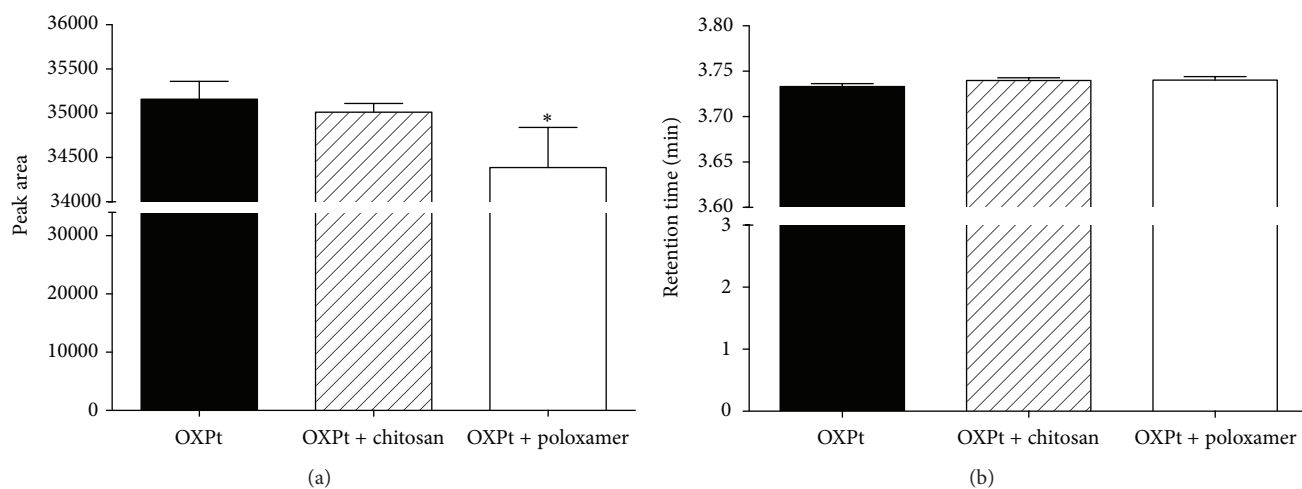 36000
35500
35000
34500
34000
30000
20000
10000
0
Peak area
*
OXPt
OXPt + chitosan
OXPt + poloxamer
(a)
3.80
3.75
3.70
3.65
3.60
3
2
1
0
Retention time (min)
OXPt
OXPt + chitosan
OXPt + poloxamer
(b)